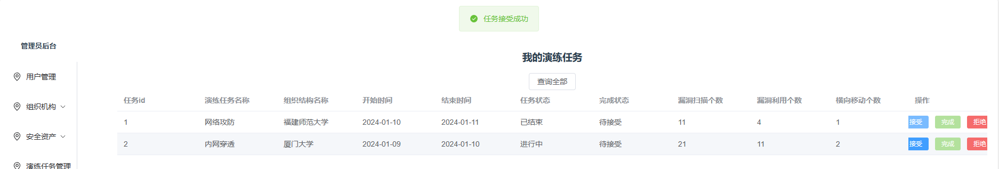 任务接受成功
管理员后台
我的演练任务
用户管理
查询全部
任务id 演练任务名称 组织结构名称 开始时间 结束时间 任务状态 完成状态 漏洞扫描个数 漏洞利用个数 横向移动个数 操作
组织机构
1 网络攻防 福建师范大学 2024-01-10 2024-01-11 已结束 待接受 11 4 1 接受 完成 拒绝
安全资产
2 内网穿透 厦门大学 2024-01-09 2024-01-10 进行中 待接受 21 11 2 接受 完成 拒绝
演练任务管理